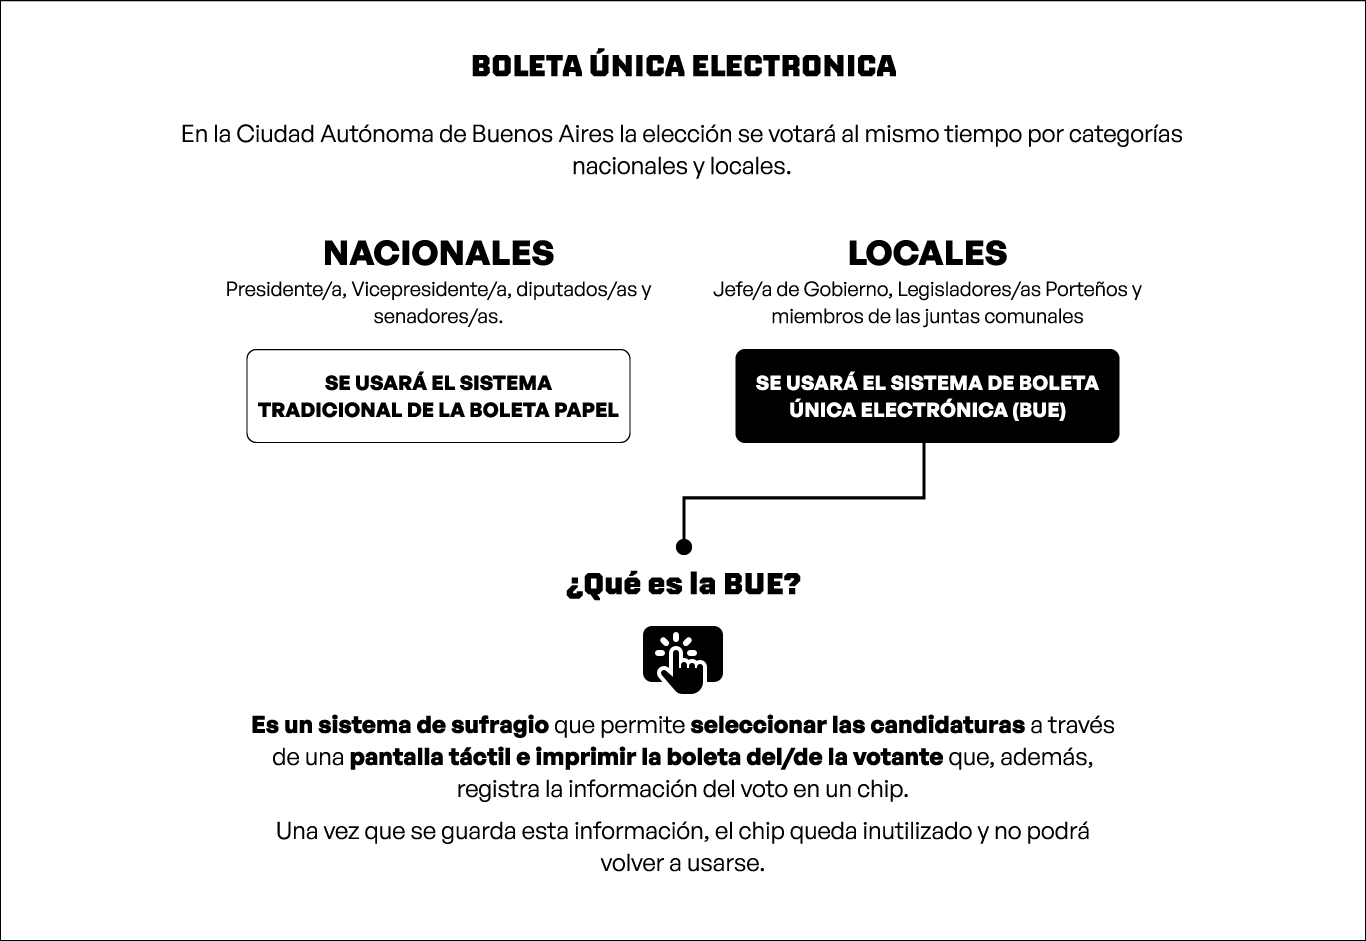 BOLETA ÚNICA ELECTRONICA
En la Ciudad Autónoma de Buenos Aires la elección se votará al mismo tiempo por categorías
nacionales y locales.
NACIONALES
Presidente/a, Vicepresidente/a, diputados/as y
senadores/as.
SE USARÁ EL SISTEMA
TRADICIONAL DE LA BOLETA PAPEL
LOCALES
Jefe/a de Gobierno, Legisladores/as Porteños y
miembros de las juntas comunales
SE USARÁ EL SISTEMA DE BOLETA
ÚNICA ELECTRÓNICA (BUE)
¿Qué es la BUE?
Es un sistema de sufragio que permite seleccionar las candidaturas a través
de una pantalla táctil e imprimir la boleta del/de la votante que, además,
registra la información del voto en un chip.
Una vez que se guarda esta información, el chip queda inutilizado y no podrá
volver a usarse.